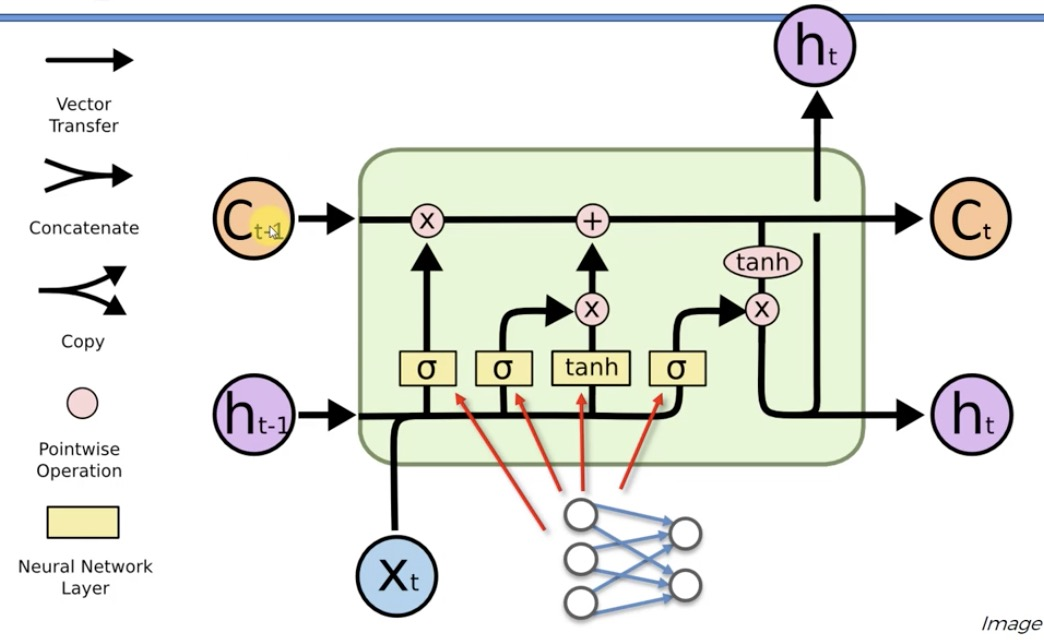 Vector
Transfer
Concatenate
Copy
Pointwise
Operation
Neural Network
Layer
hₜ
Cₜ₋₁
x
+
Cₜ
tanh
x
x
σ
σ
tanh
σ
hₜ₋₁
hₜ
xₜ
Image